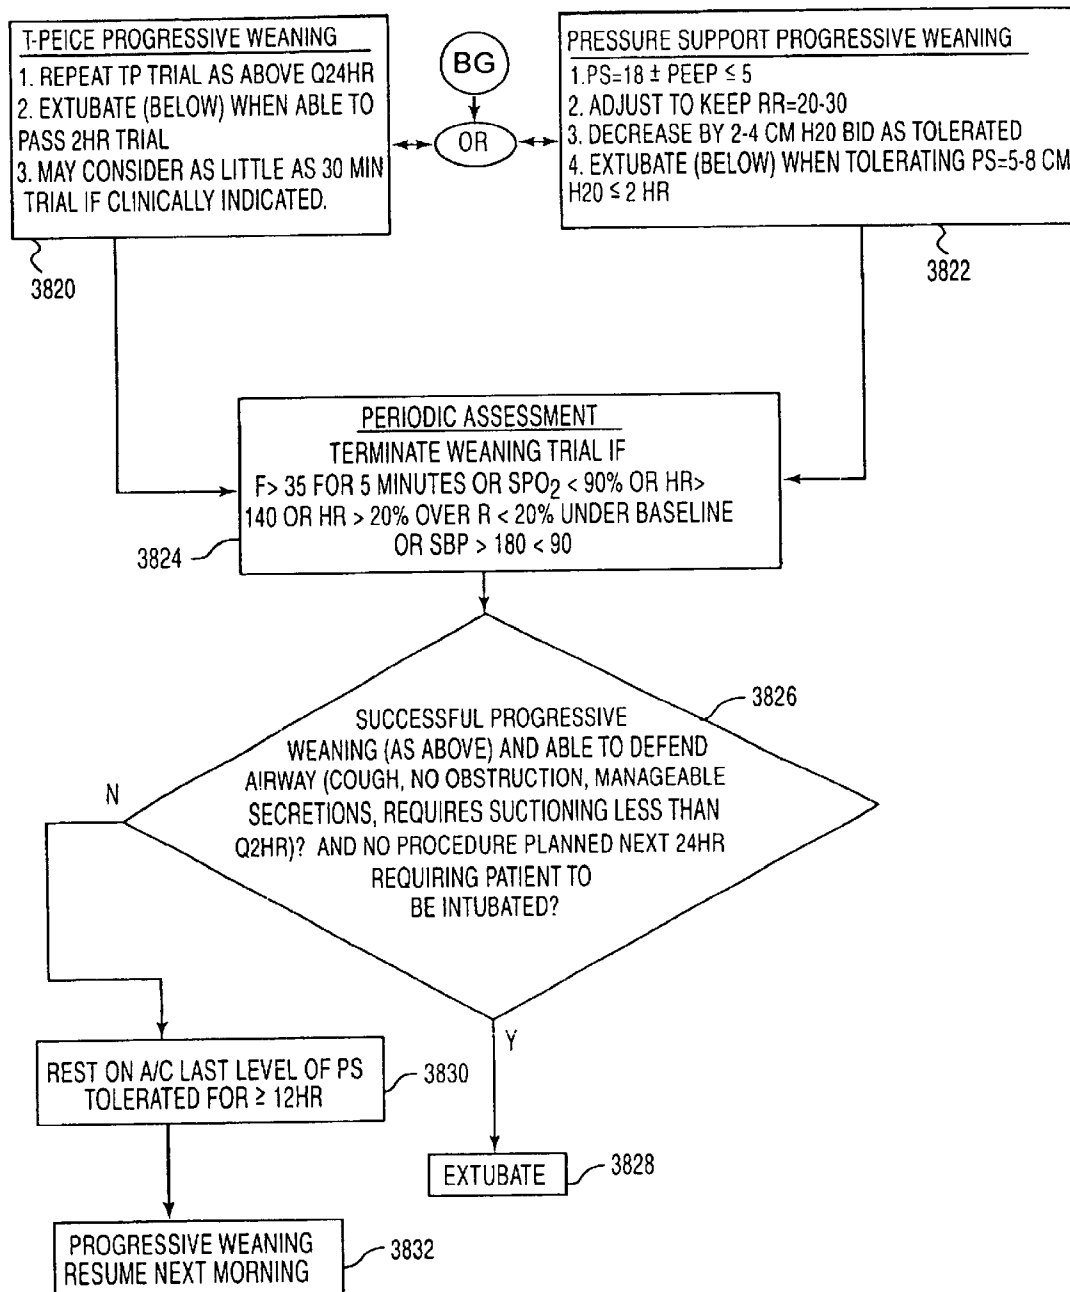 T-PEICE PROGRESSIVE WEANING
1. REPEAT TP TRIAL AS ABOVE Q24HR
2. EXTUBATE (BELOW) WHEN ABLE TO
PASS 2HR TRIAL
3. MAY CONSIDER AS LITTLE AS 30 MIN
TRIAL IF CLINICALLY INDICATED.
3820
BG
OR
PRESSURE SUPPORT PROGRESSIVE WEANING
1.PS=18 ± PEEP ≤ 5
2. ADJUST TO KEEP RR=20-30
3. DECREASE BY 2-4 CM H20 BID AS TOLERATED
4. EXTUBATE (BELOW) WHEN TOLERATING PS=5-8 CM
H20 ≤ 2 HR
3822
PERIODIC ASSESSMENT
TERMINATE WEANING TRIAL IF
F> 35 FOR 5 MINUTES OR SPO2 < 90% OR HR>
140 OR HR > 20% OVER R < 20% UNDER BASELINE
OR SBP > 180 < 90
3824
SUCCESSFUL PROGRESSIVE
WEANING (AS ABOVE) AND ABLE TO DEFEND
AIRWAY (COUGH, NO OBSTRUCTION, MANAGEABLE
SECRETIONS, REQUIRES SUCTIONING LESS THAN
Q2HR)? AND NO PROCEDURE PLANNED NEXT 24HR
REQUIRING PATIENT TO
BE INTUBATED?
3826
N
Y
REST ON A/C LAST LEVEL OF PS
TOLERATED FOR ≥ 12HR
3830
EXTUBATE
3828
PROGRESSIVE WEANING
RESUME NEXT MORNING
3832